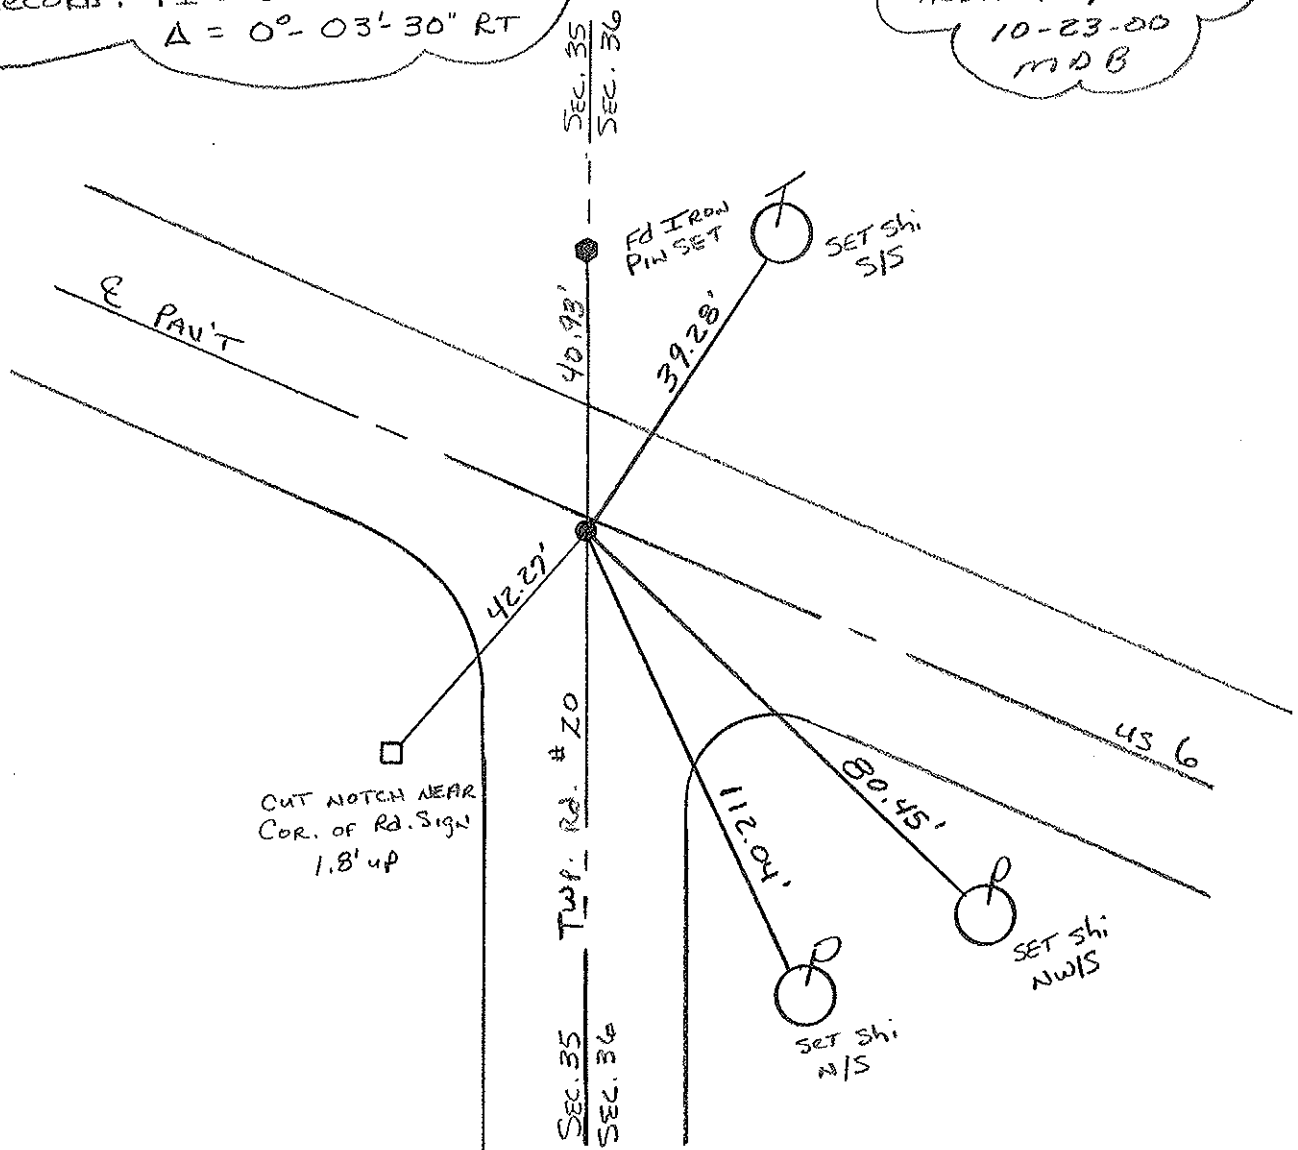 Δ = 0°-03'-30" RT
10-23-00
MDB
SEC. 35
SEC. 36
Fd IRON
PIN SET
SET Shi
S/S
℄ PAV'T
40.93'
39.28'
42.27'
Twp. Rd. #20
US 6
CUT NOTCH NEAR
COR. OF Rd. SIGN
1.8' UP
112.04'
80.45'
SET Shi
NW/S
SET Shi
N/S
SEC. 35
SEC. 36